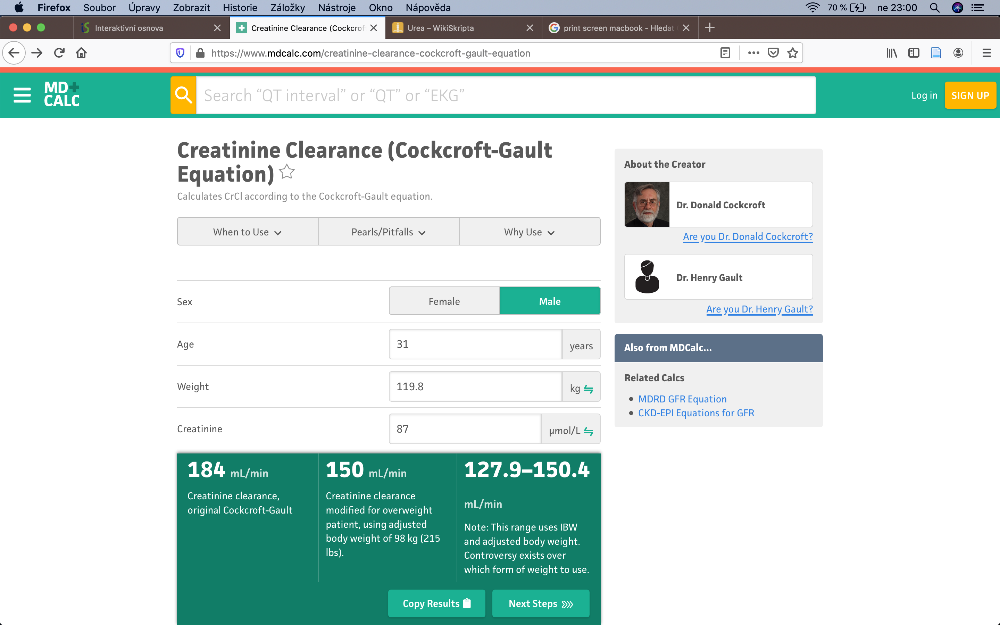 Firefox Soubor Úpravy Zobrazit Historie Záložky Nástroje Okno Nápověda 70 % ne 23:00
Interaktivní osnova
Creatinine Clearance (Cockcrof
Urea – WikiSkripta
print screen macbook - Hledat
https://www.mdcalc.com/creatinine-clearance-cockcroft-gault-equation
MD+
CALC
Search “QT interval” or “QT” or “EKG”
Log in
SIGN UP
Creatinine Clearance (Cockcroft-Gault
Equation)
Calculates CrCl according to the Cockcroft-Gault equation.
When to Use
Pearls/Pitfalls
Why Use
Sex
Female
Male
Age
31
years
Weight
119.8
kg
Creatinine
87
µmol/L
184 mL/min
Creatinine clearance,
original Cockcroft-Gault
150 mL/min
Creatinine clearance
modified for overweight
patient, using adjusted
body weight of 98 kg (215
lbs).
127.9–150.4
mL/min
Note: This range uses IBW
and adjusted body weight.
Controversy exists over
which form of weight to use.
Copy Results
Next Steps
About the Creator
Dr. Donald Cockcroft
Are you Dr. Donald Cockcroft?
Dr. Henry Gault
Are you Dr. Henry Gault?
Also from MDCalc...
Related Calcs
MDRD GFR Equation
CKD-EPI Equations for GFR